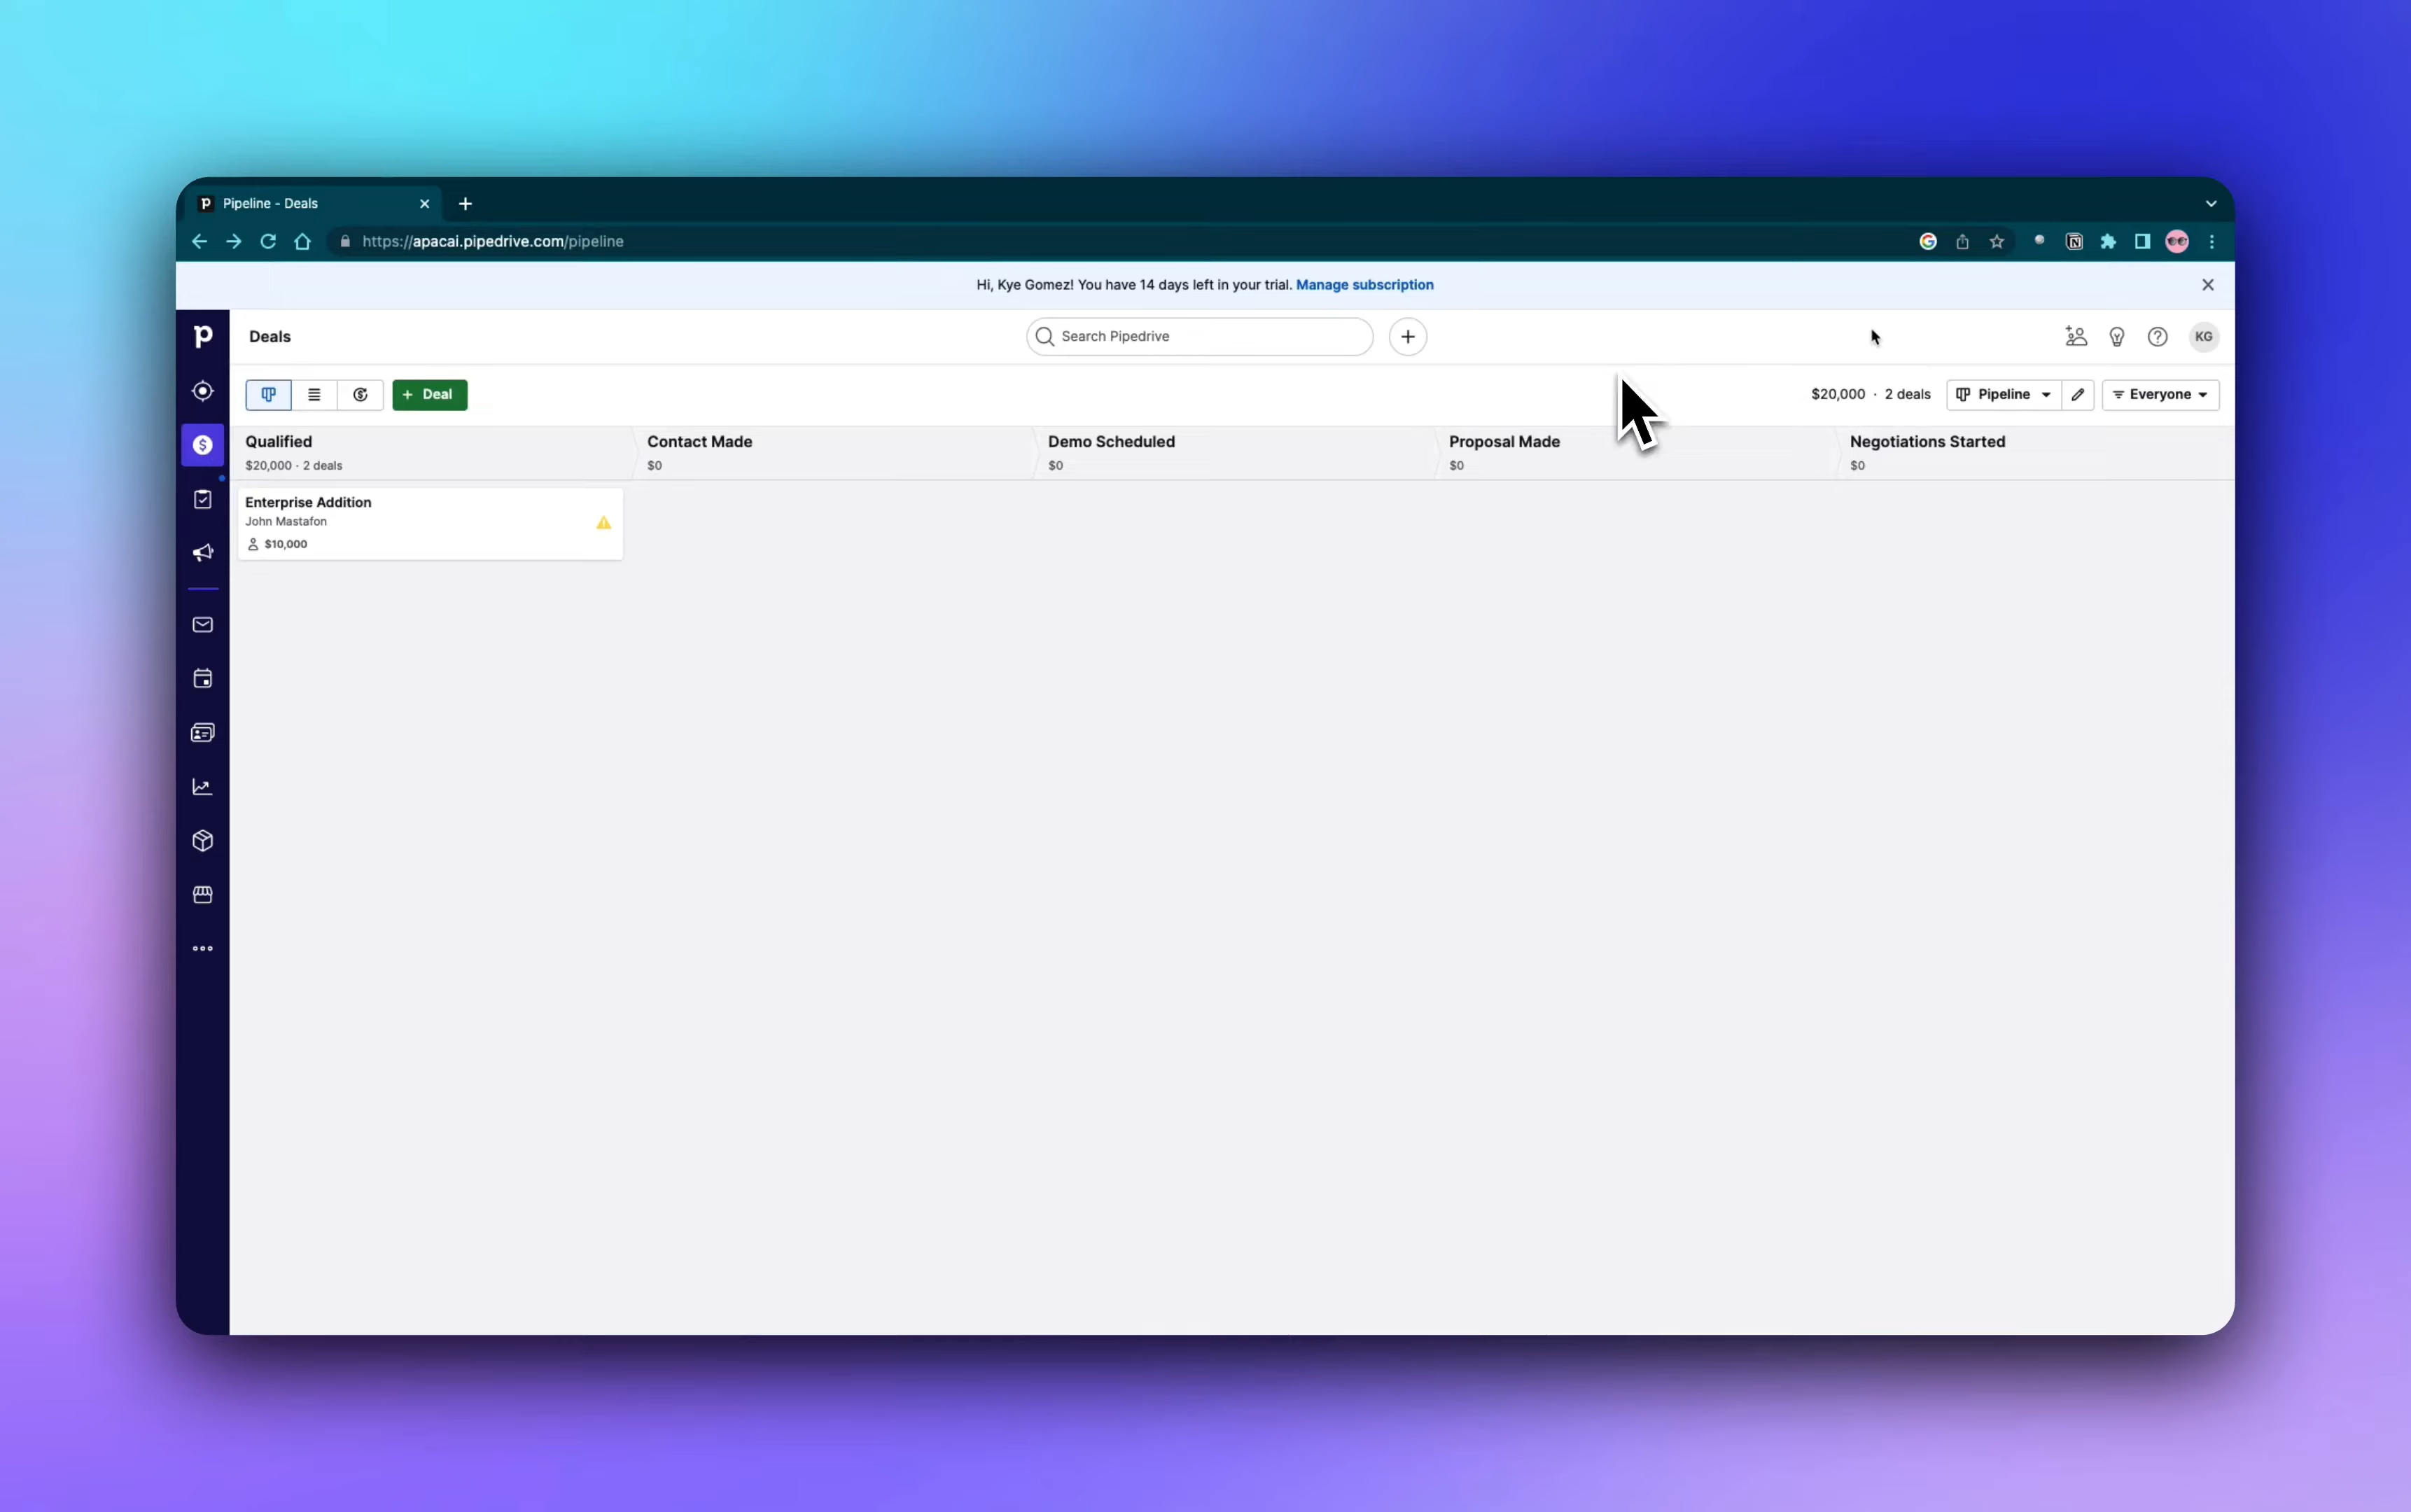 Pipeline - Deals
https://apacai.pipedrive.com/pipeline
Hi, Kye Gomez! You have 14 days left in your trial. Manage subscription
Deals
Search Pipedrive
KG
+ Deal
$20,000 · 2 deals
Pipeline
Everyone
Qualified
$20,000 · 2 deals
Contact Made
$0
Demo Scheduled
$0
Proposal Made
$0
Negotiations Started
$0
Enterprise Addition
John Mastafon
$10,000